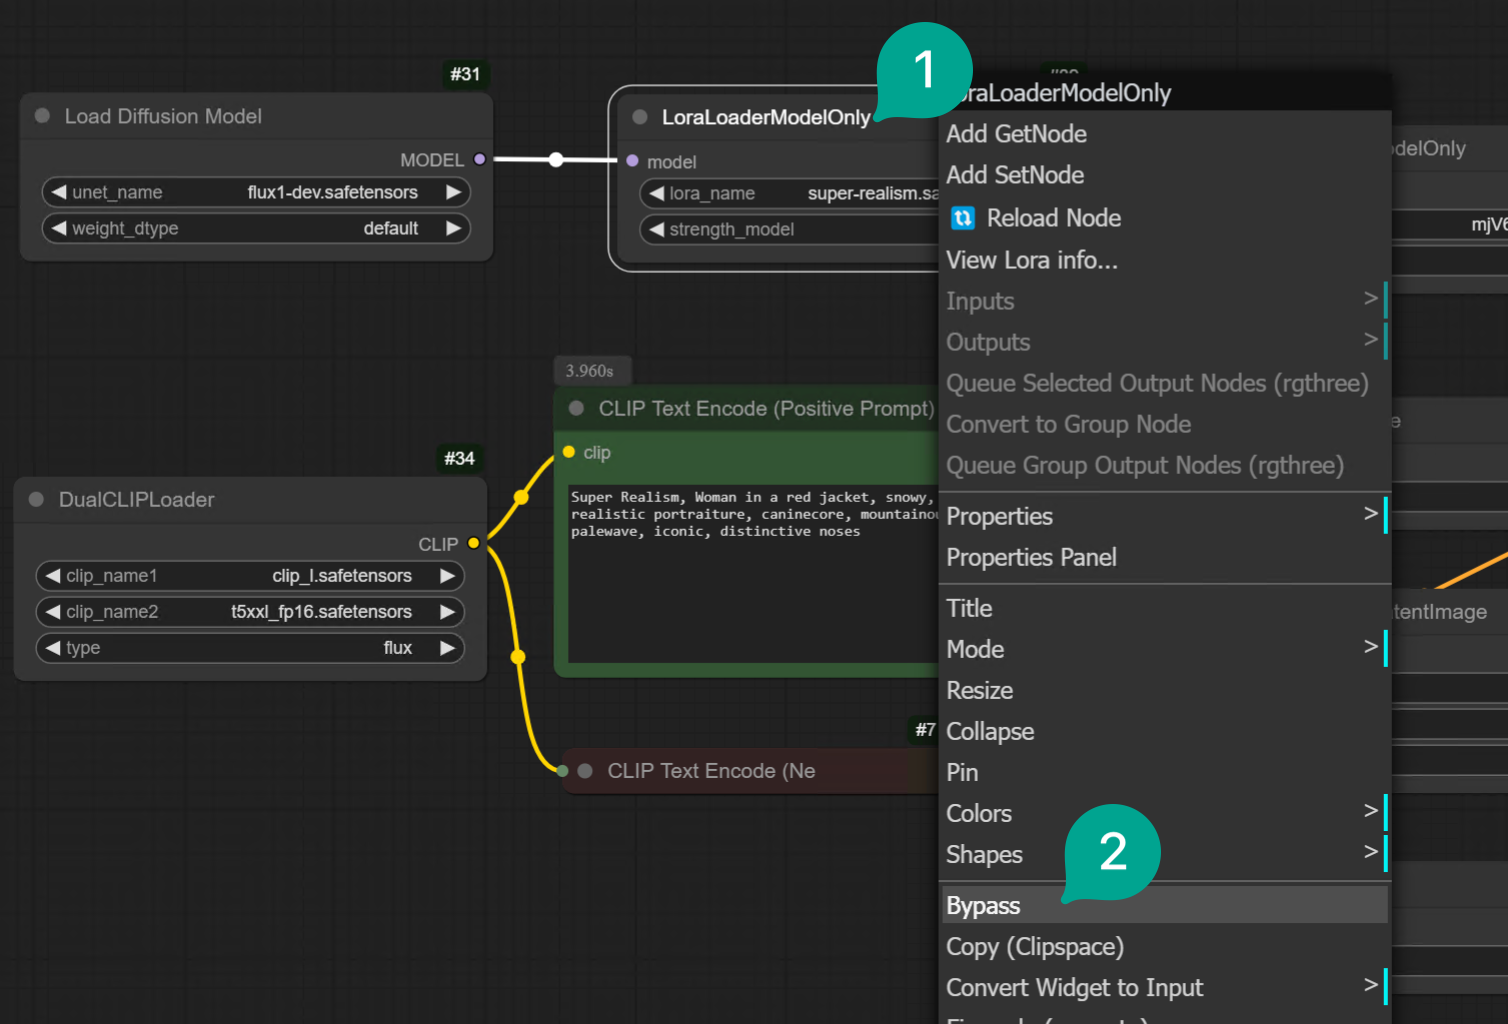 #31
Load Diffusion Model
MODEL
unet_name flux1-dev.safetensors
weight_dtype default
LoraLoaderModelOnly
model
lora_name super-realism.sa
strength_model
1
oraLoaderModelOnly
Add GetNode
Add SetNode
Reload Node
View Lora info...
Inputs >
Outputs >
Queue Selected Output Nodes (rgthree)
Convert to Group Node
Queue Group Output Nodes (rgthree)
Properties >
Properties Panel
Title
Mode >
Resize
Collapse
Pin
Colors >
Shapes >
2
Bypass
Copy (Clipspace)
Convert Widget to Input >
delOnly
mjV6
e
tentImage
3.960s
CLIP Text Encode (Positive Prompt)
clip
Super Realism, Woman in a red jacket, snowy,
realistic portraiture, caninecore, mountainou
palewave, iconic, distinctive noses
#34
DualCLIPLoader
CLIP
clip_name1 clip_l.safetensors
clip_name2 t5xxl_fp16.safetensors
type flux
#7
CLIP Text Encode (Ne